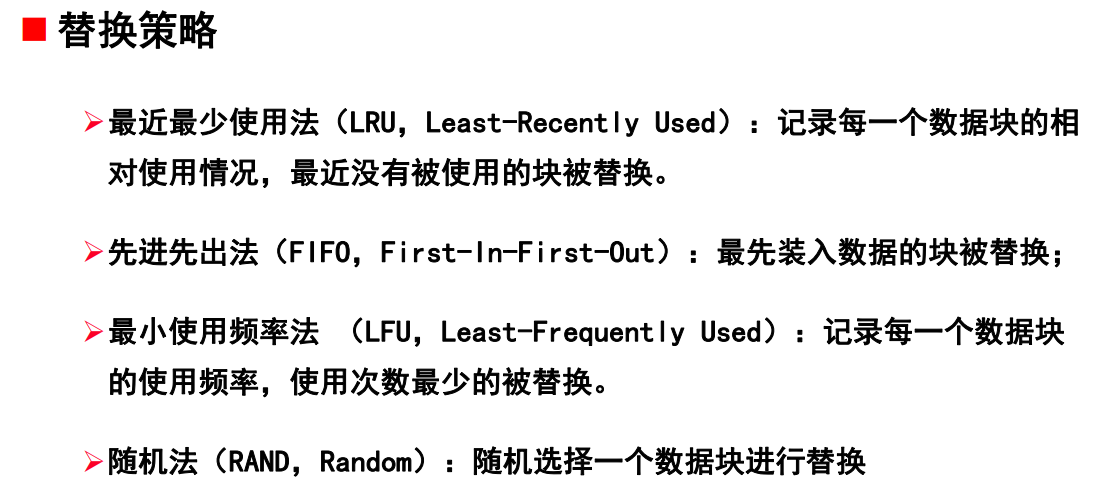 替换策略
最近最少使用法（LRU，Least-Recently Used）：记录每一个数据块的相
对使用情况，最近没有被使用的块被替换。
先进先出法（FIFO，First-In-First-Out）：最先装入数据的块被替换；
最小使用频率法 （LFU，Least-Frequently Used）：记录每一个数据块
的使用频率，使用次数最少的被替换。
随机法（RAND，Random）：随机选择一个数据块进行替换